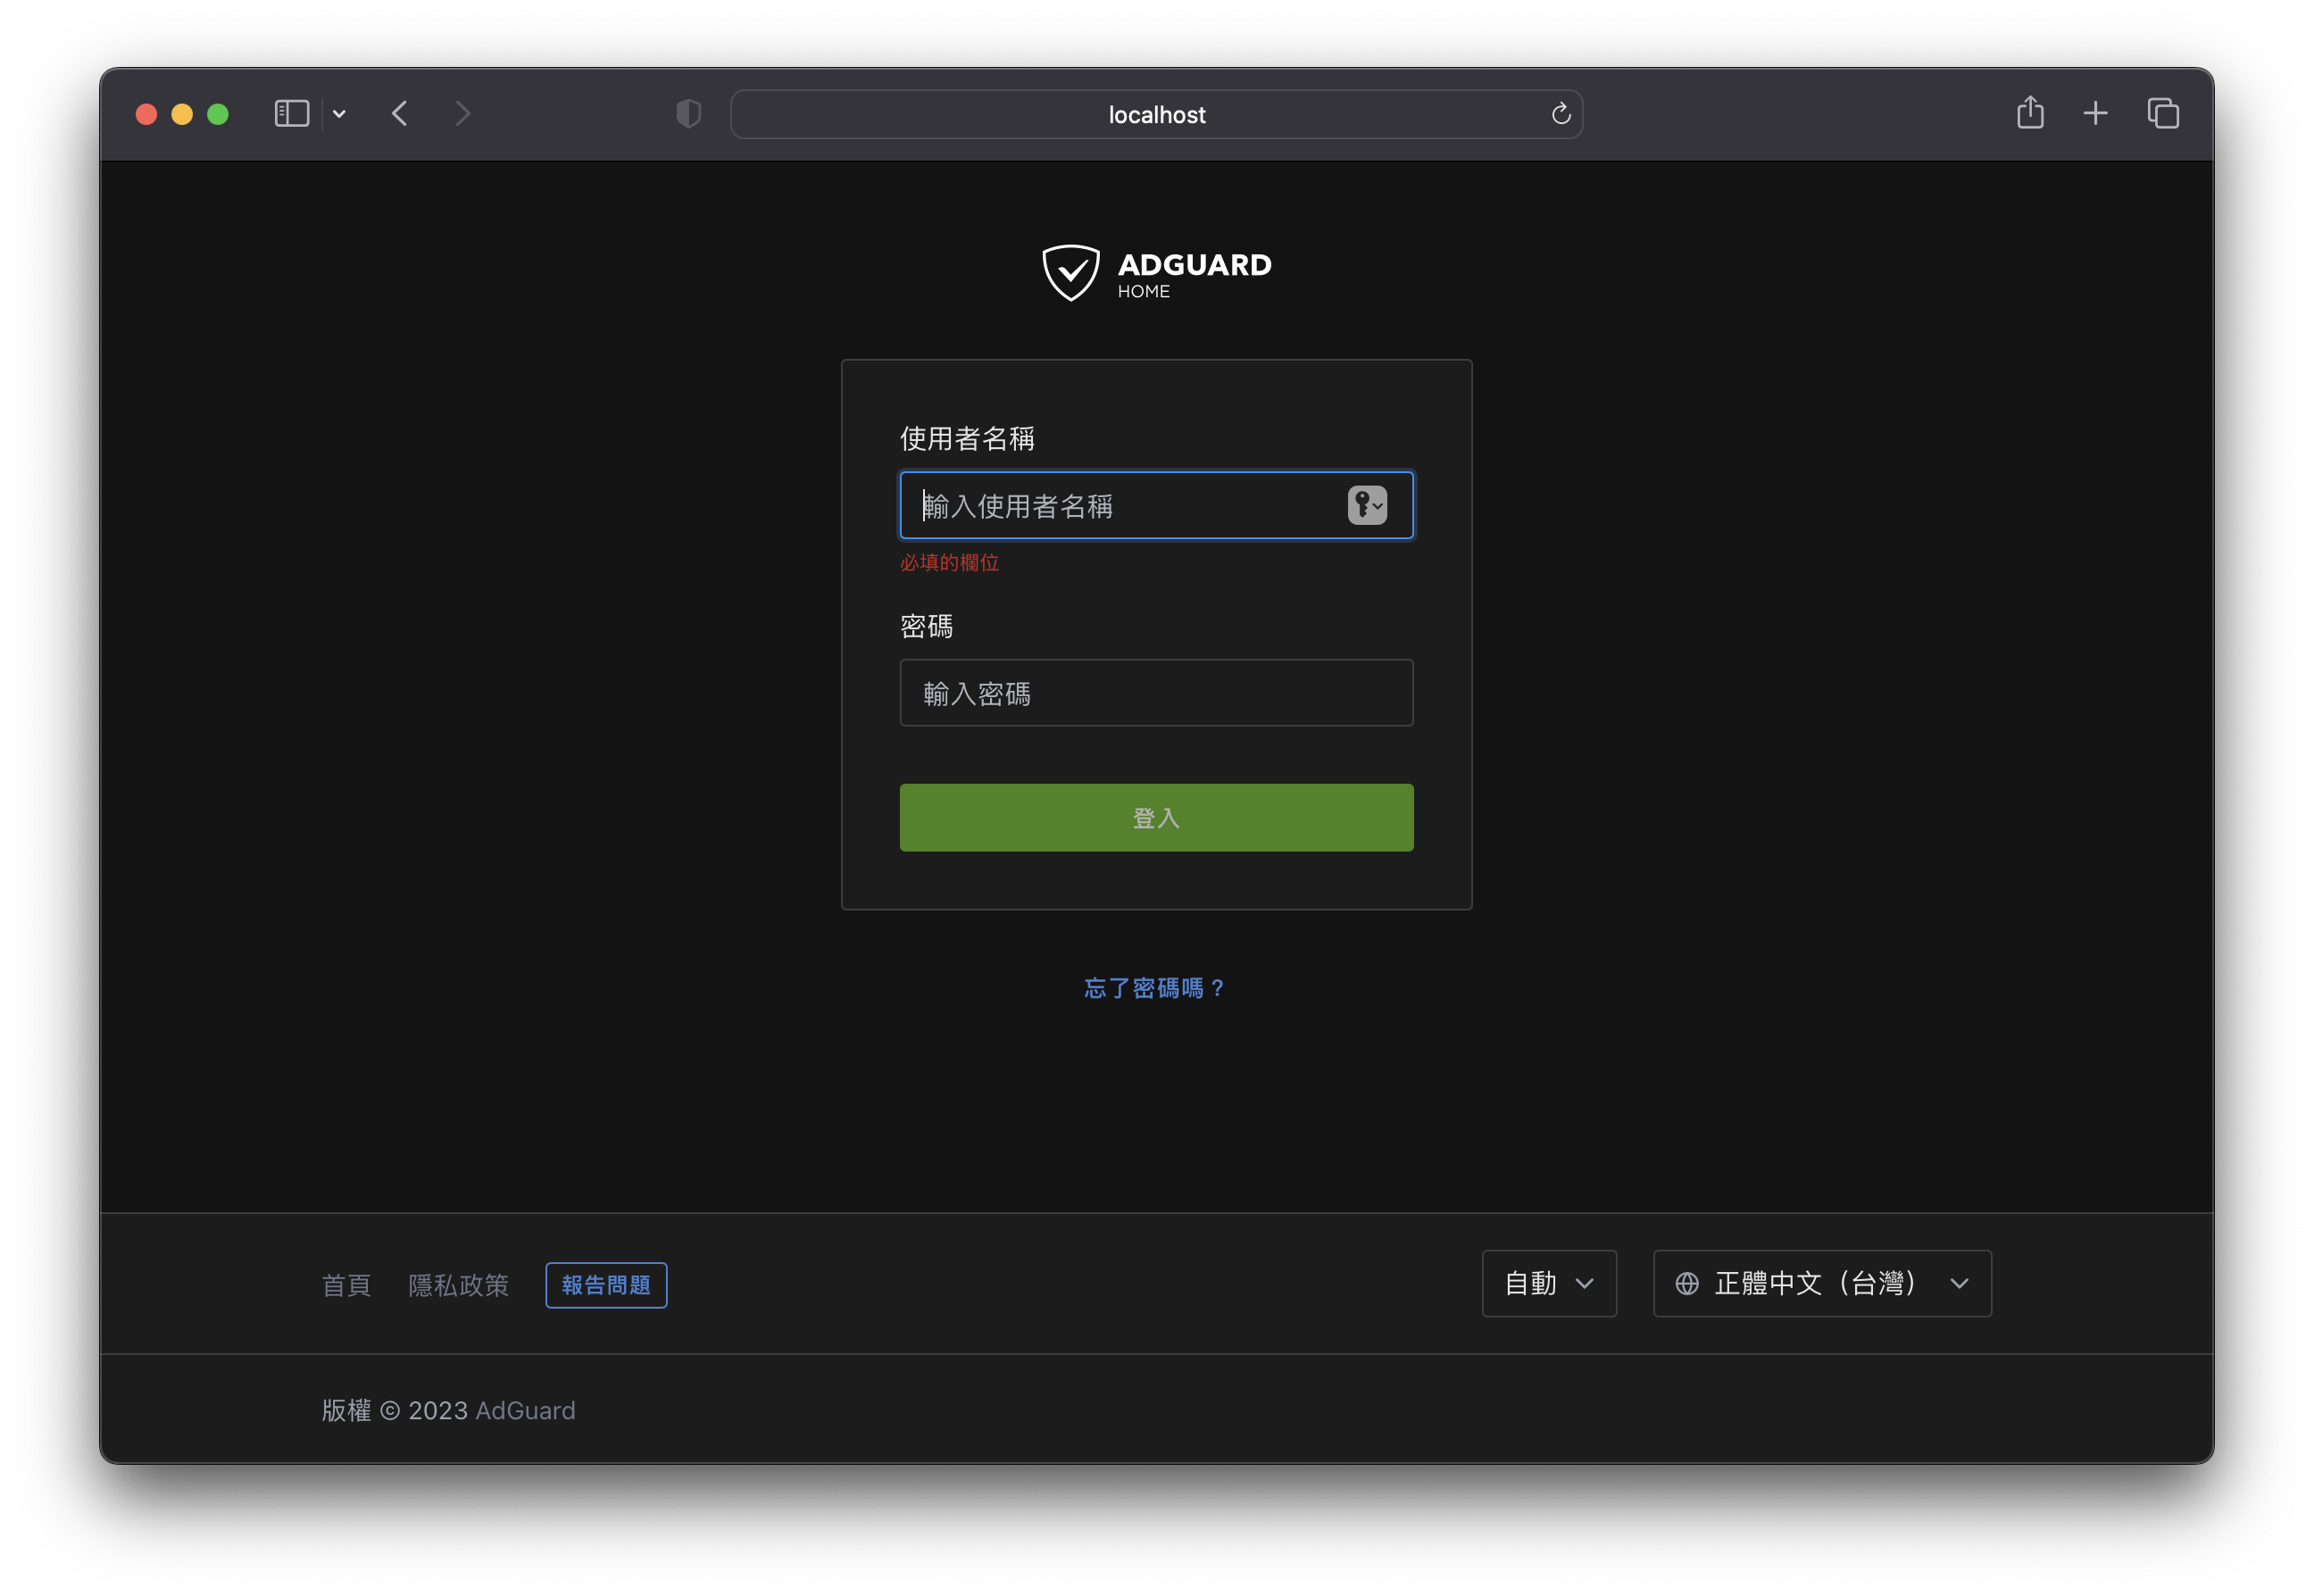 localhost
ADGUARD
HOME
使用者名稱
輸入使用者名稱
必填的欄位
密碼
輸入密碼
登入
忘了密碼嗎？
首頁 隱私政策 報告問題 自動 正體中文（台灣）
版權 © 2023 AdGuard